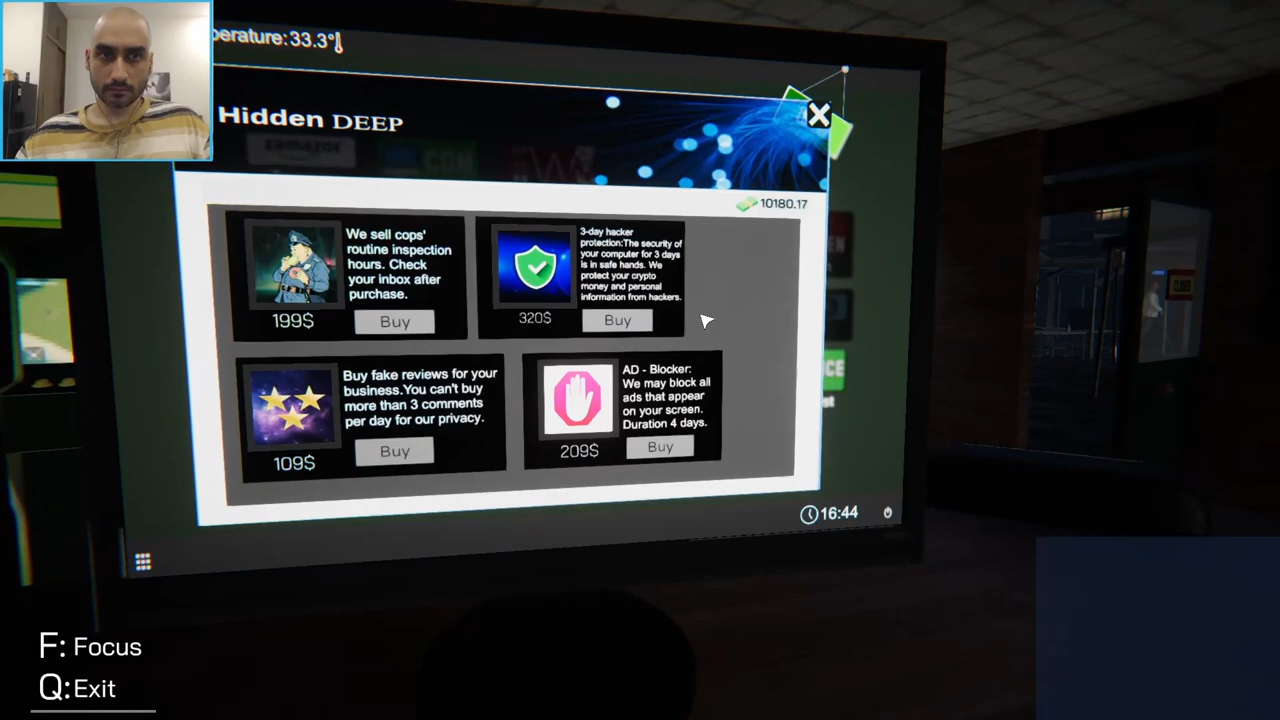 perature:33.3°
Hidden DEEP
10180.17
We sell cops'
routine inspection
hours. Check
your inbox after
purchase.
199$
Buy
3-day hacker
protection:The security of
your computer for 3 days
is in safe hands. We
protect your crypto
money and personal
information from hackers.
320$
Buy
Buy fake reviews for your
business.You can't buy
more than 3 comments
per day for our privacy.
109$
Buy
AD - Blocker:
We may block all
ads that appear
on your screen.
Duration 4 days.
209$
Buy
16:44
F: Focus
Q:Exit